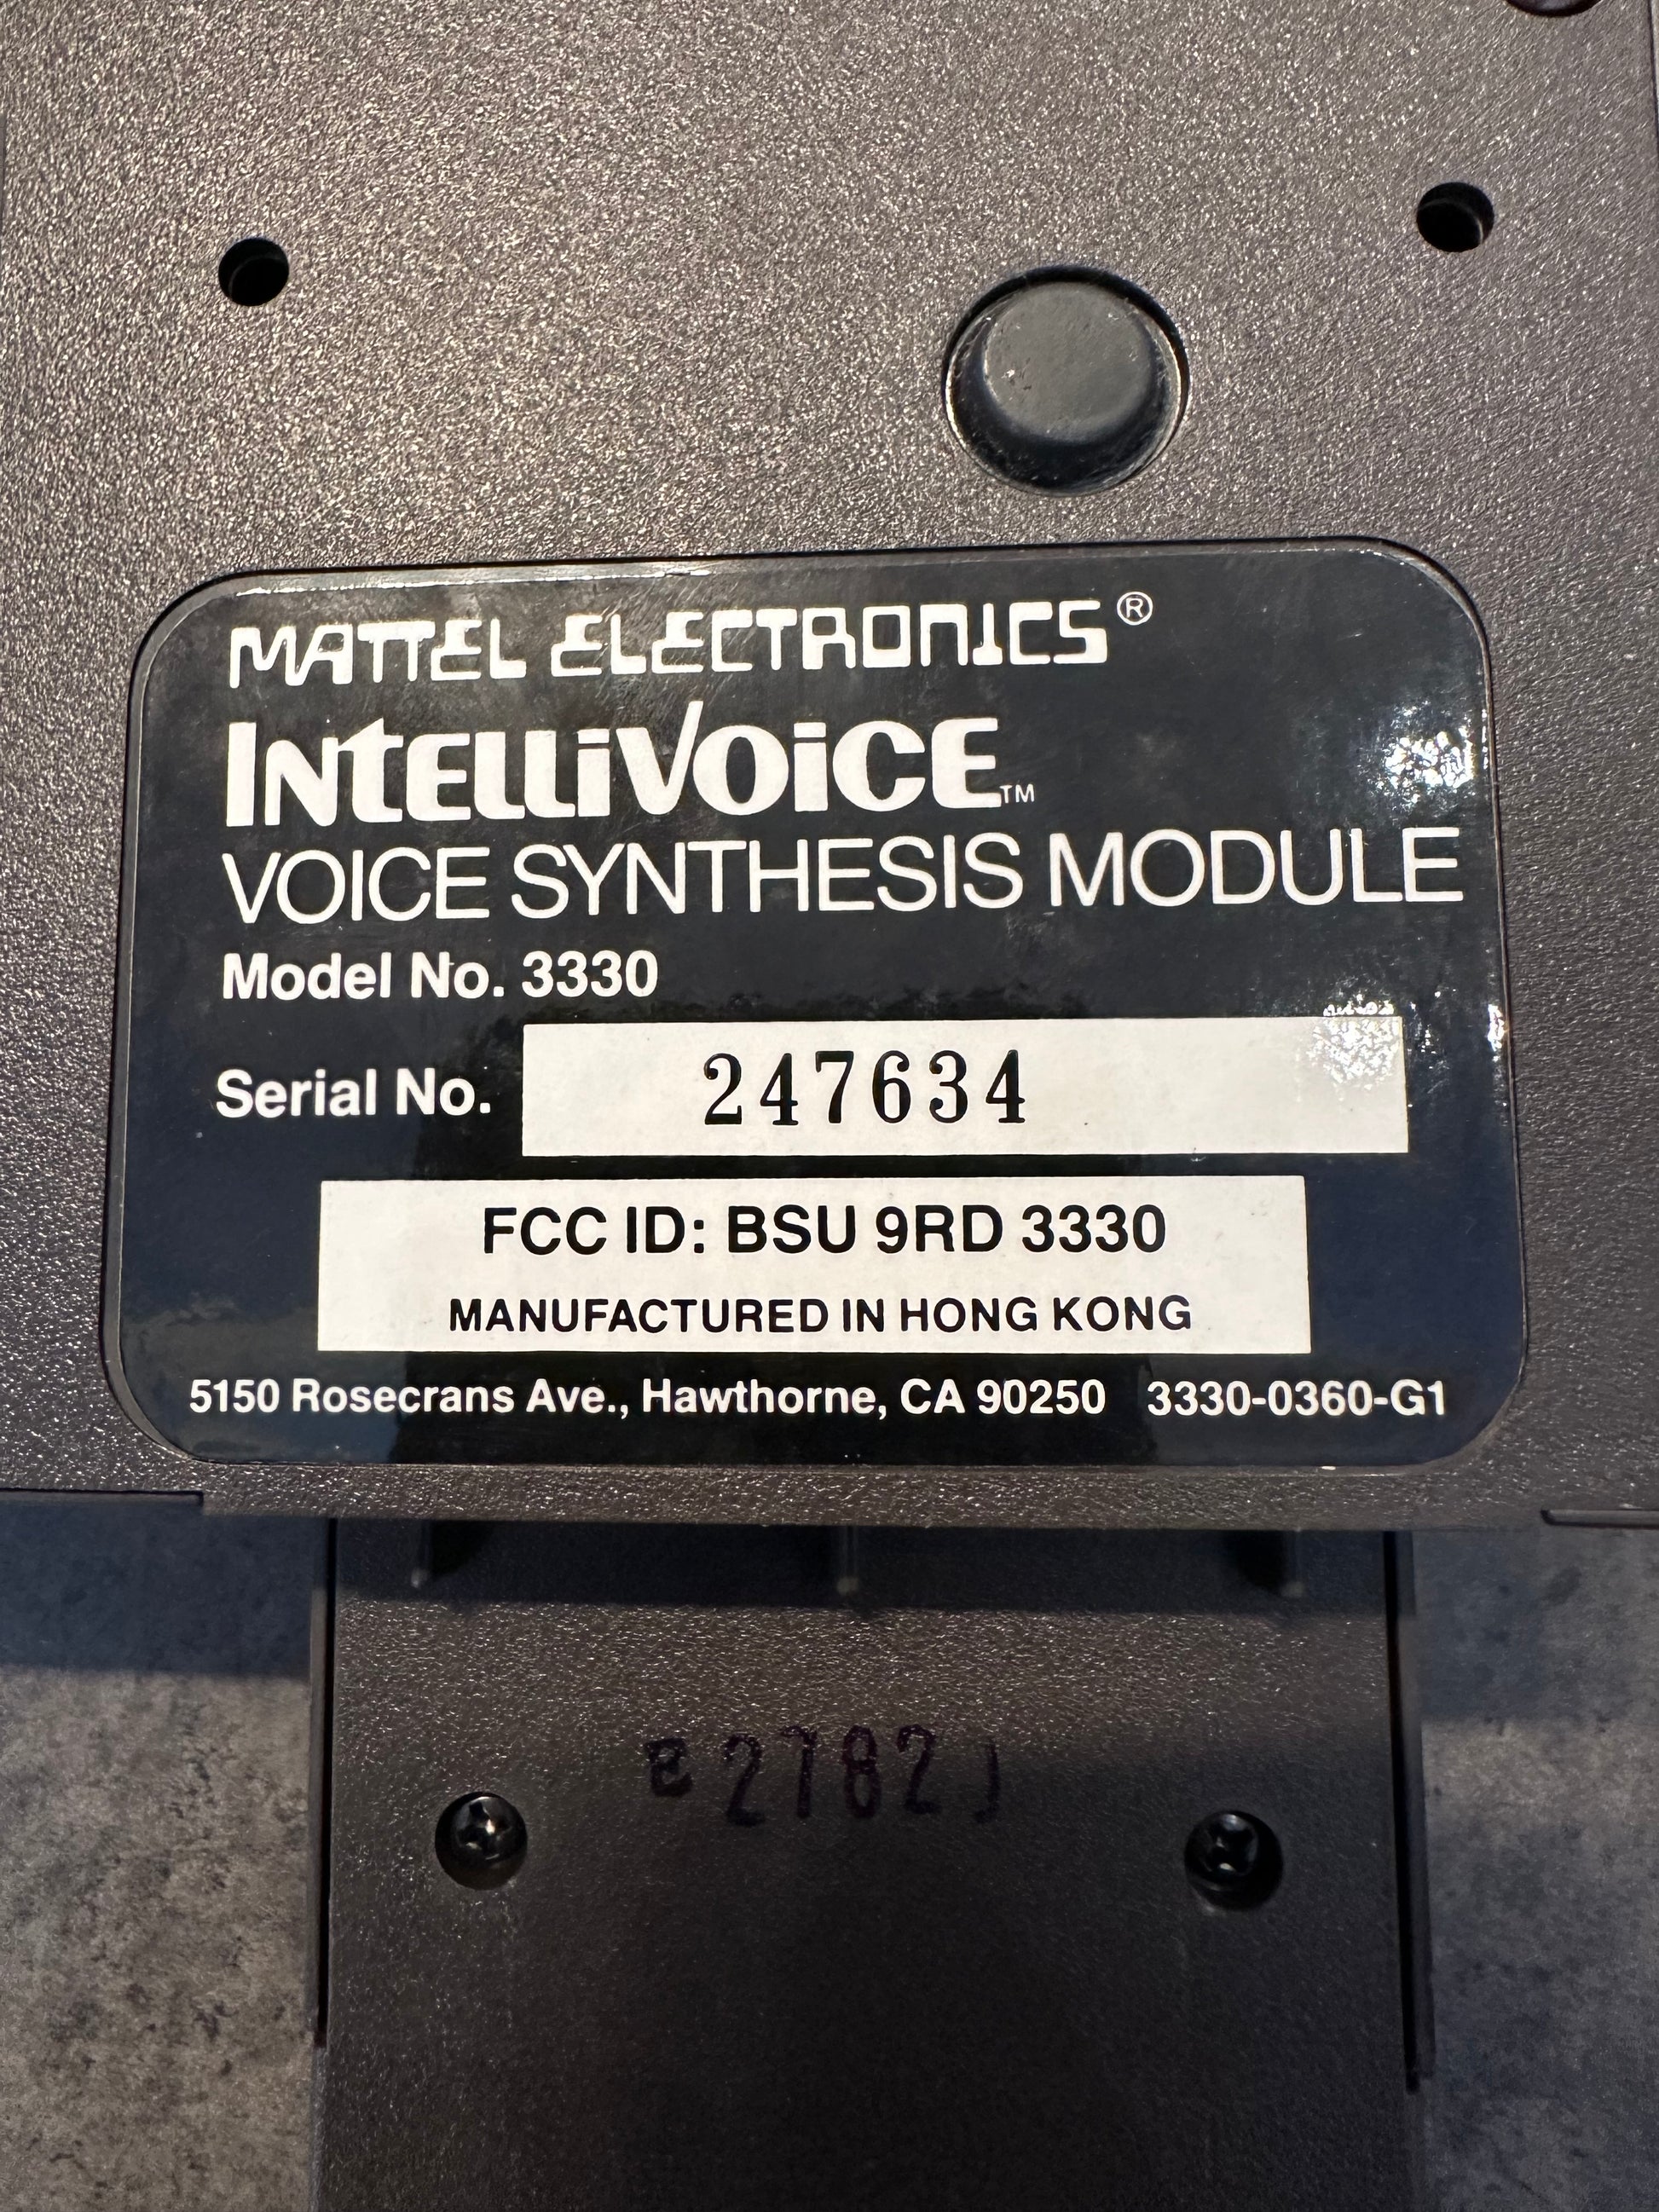 MATTEL ELECTRONICS®
INTELLIVOICE™
VOICE SYNTHESIS MODULE
Model No. 3330
Serial No. 247634
FCC ID: BSU 9RD 3330
MANUFACTURED IN HONG KONG
5150 Rosecrans Ave., Hawthorne, CA 90250 3330-0360-G1